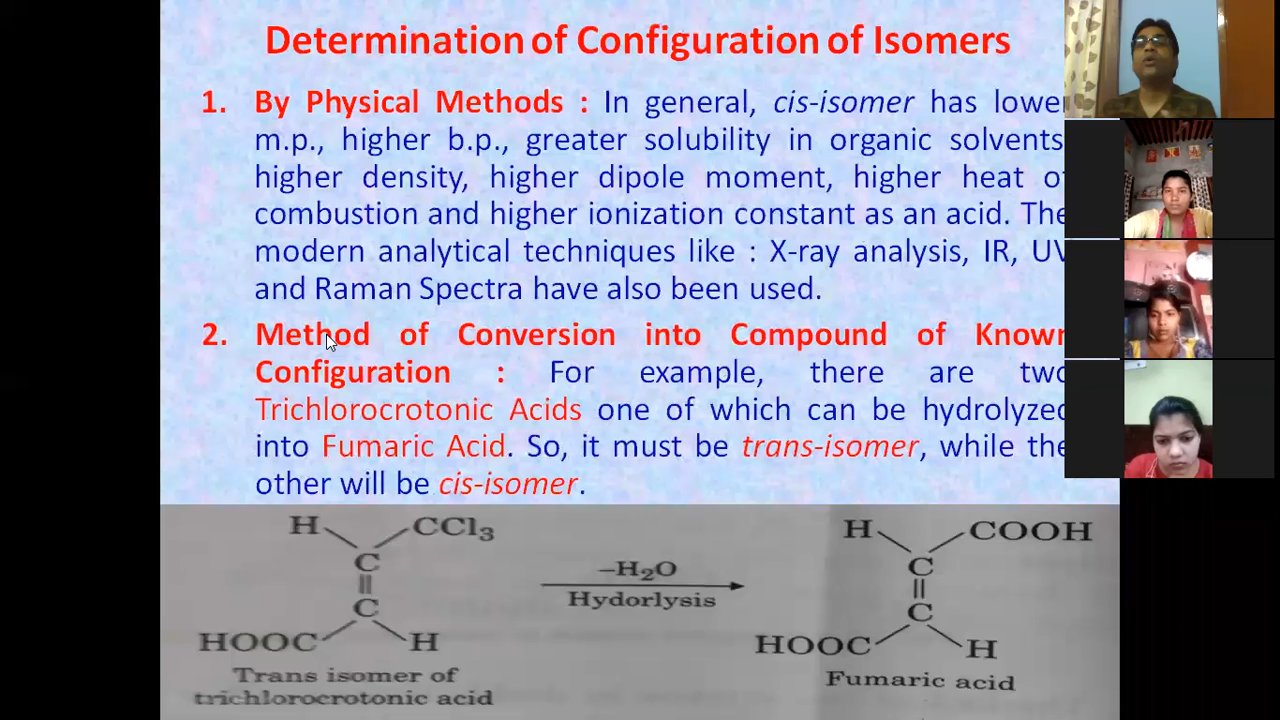 Determination of Configuration of Isomers
1. By Physical Methods : In general, cis-isomer has lower
m.p., higher b.p., greater solubility in organic solvents,
higher density, higher dipole moment, higher heat of
combustion and higher ionization constant as an acid. The
modern analytical techniques like : X-ray analysis, IR, UV
and Raman Spectra have also been used.
2. Method of Conversion into Compound of Known
Configuration : For example, there are two
Trichlorocrotonic Acids one of which can be hydrolyzed
into Fumaric Acid. So, it must be trans-isomer, while the
other will be cis-isomer.
H CCl3 H COOH
C C
–H2O
C C
Hydorlysis
HOOC H HOOC H
Trans isomer of Fumaric acid
trichlorocrotonic acid